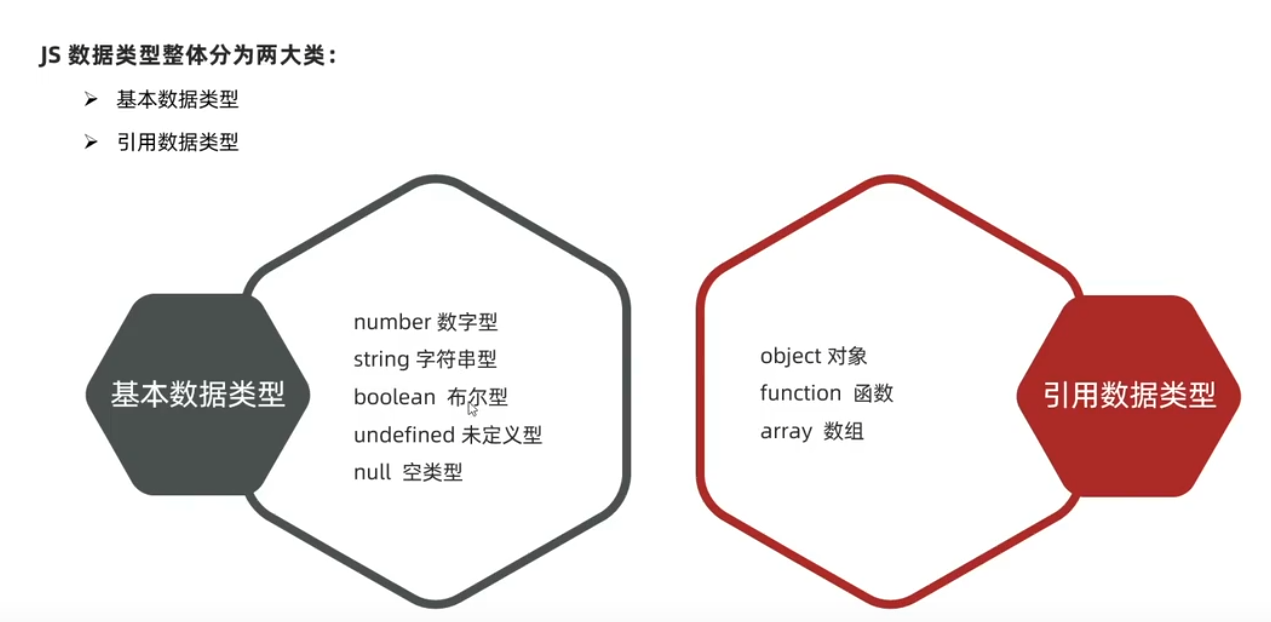 JS 数据类型整体分为两大类：
基本数据类型
引用数据类型
基本数据类型
number 数字型
string 字符串型
boolean 布尔型
undefined 未定义型
null 空类型
object 对象
function 函数
array 数组
引用数据类型